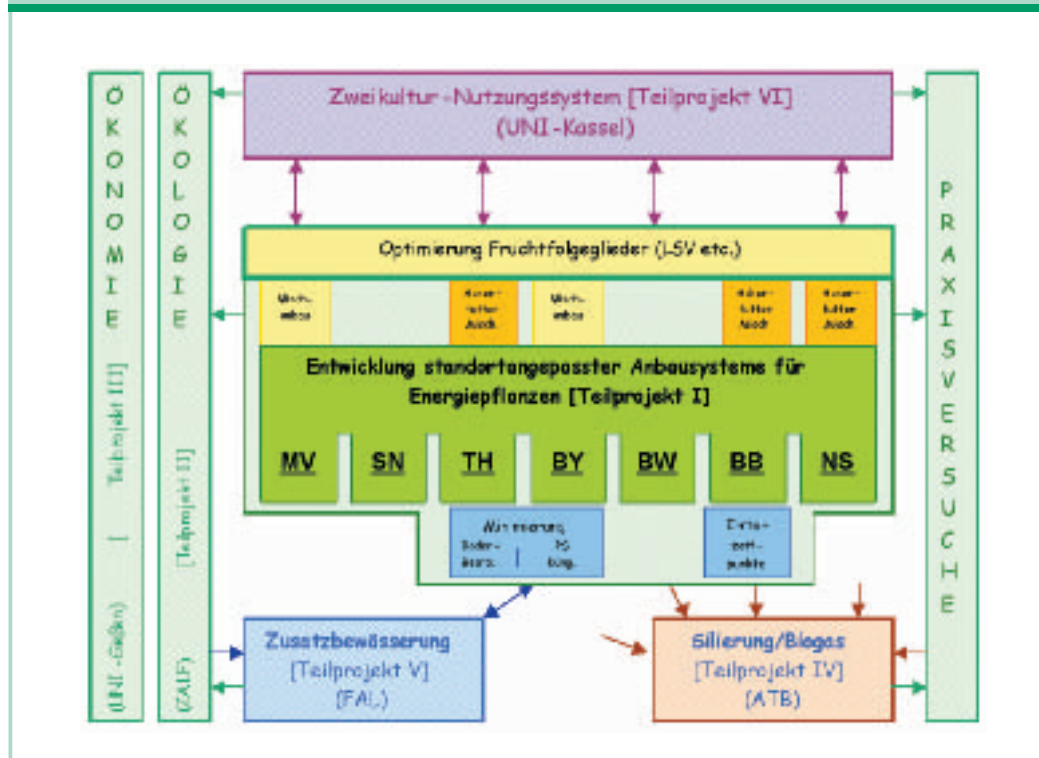 ÖKONOMIE
Teilprojekt III]
(UNI-Gießen)
ÖKOLOGIE
[Teilprojekt II]
(ZALF)
Zweikultur-Nutzungssystem [Teilprojekt VI]
(UNI-Kassel)
Optimierung Fruchtfolgeglieder (LSV etc.)
Entwicklung standortangepasster Anbausysteme für
Energiepflanzen [Teilprojekt I]
MV SN TH BY BW BB NS
Minimierung
Zusatzbewässerung
[Teilprojekt V]
(FAL)
Silierung/Biogas
[Teilprojekt IV]
(ATB)
PRAXISVERSUCHE